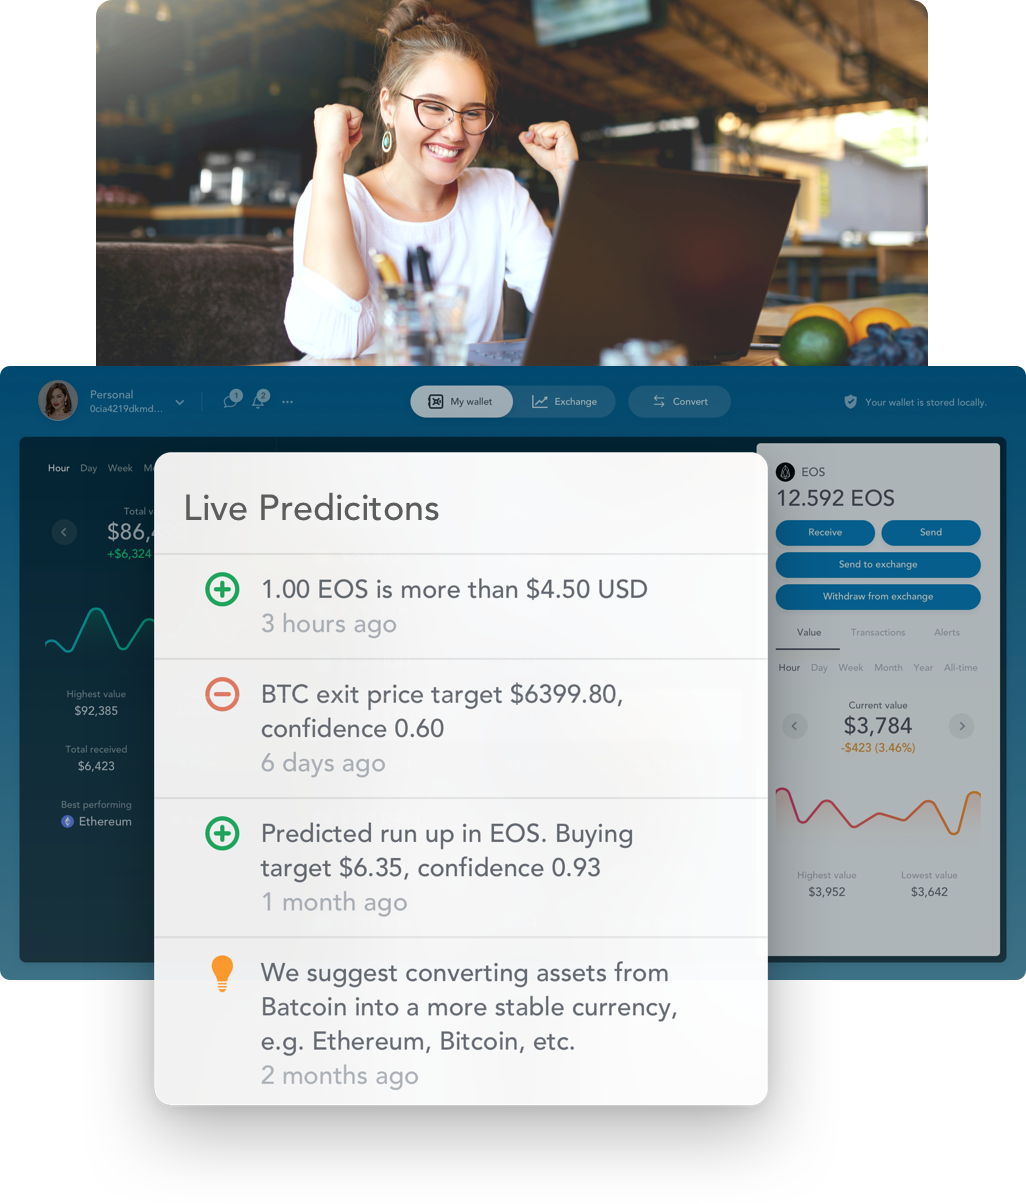 Personal
0cia4219dkmd...
1
2
My wallet
Exchange
Convert
Your wallet is stored locally.
Hour Day Week
Total
$86,
+$6,324
Highest value
$92,385
Total received
$6,423
Best performing
Ethereum
Live Predicitons
1.00 EOS is more than $4.50 USD
3 hours ago
BTC exit price target $6399.80,
confidence 0.60
6 days ago
Predicted run up in EOS. Buying
target $6.35, confidence 0.93
1 month ago
We suggest converting assets from
Batcoin into a more stable currency,
e.g. Ethereum, Bitcoin, etc.
2 months ago
EOS
12.592 EOS
Receive Send
Send to exchange
Withdraw from exchange
Value Transactions Alerts
Hour Day Week Month Year All-time
Current value
$3,784
-$423 (3.46%)
Highest value Lowest value
$3,952 $3,642